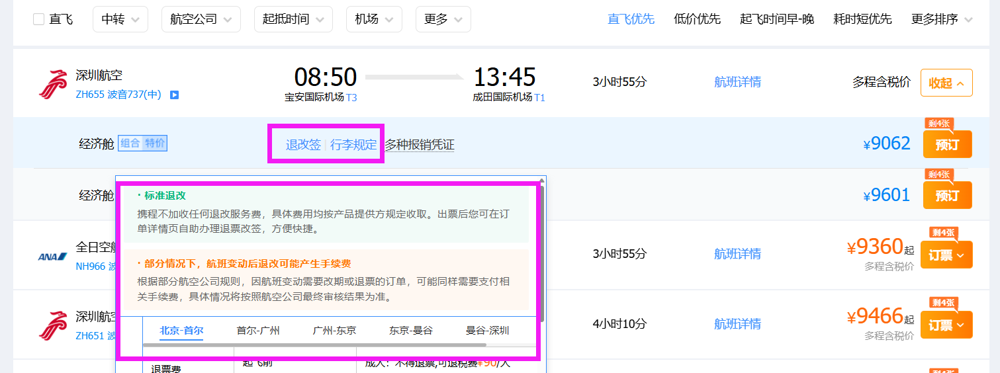 直飞 中转 航空公司 起抵时间 机场 更多 直飞优先 低价优先 起飞时间早-晚 耗时短优先 更多排序
深圳航空
ZH655 波音737(中)
08:50
宝安国际机场T3
13:45
成田国际机场T1
3小时55分
航班详情
多程含税价
收起
经济舱 组合 特价
退改签 行李规定 多种报销凭证
¥9062
剩4张
预订
经济舱
¥9601
剩4张
预订
· 标准退改
携程不加收任何退改服务费，具体费用均按产品提供方规定收取。出票后您可在订
单详情页自助办理退票改签，方便快捷。
· 部分情况下，航班变动后退改可能产生手续费
根据部分航空公司规则，因航班变动需要改期或退票的订单，可能同样需要支付相
关手续费，具体情况将按照航空公司最终审核结果为准。
北京-首尔 首尔-广州 广州-东京 东京-曼谷 曼谷-深圳
退票费
起飞前
成人：不得退票,可退税费¥90/人
ANA
全日空航
NH966 波
3小时55分
航班详情
¥9360起
多程含税价
剩4张
订票
深圳航空
ZH651 波
4小时10分
航班详情
¥9466起
多程含税价
剩4张
订票
剩4张